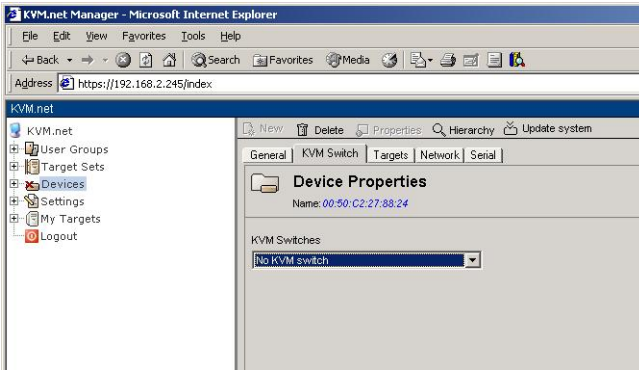 KVM.net Manager - Microsoft Internet Explorer
File Edit View Favorites Tools Help
Back Search Favorites Media
Address https://192.168.2.245/index
KVM.net
KVM.net
User Groups
Target Sets
Devices
Settings
My Targets
Logout
New Delete Properties Hierarchy Update system
General KVM Switch Targets Network Serial
Device Properties
Name: 00:50:C2:27:88:24
KVM Switches
No KVM switch